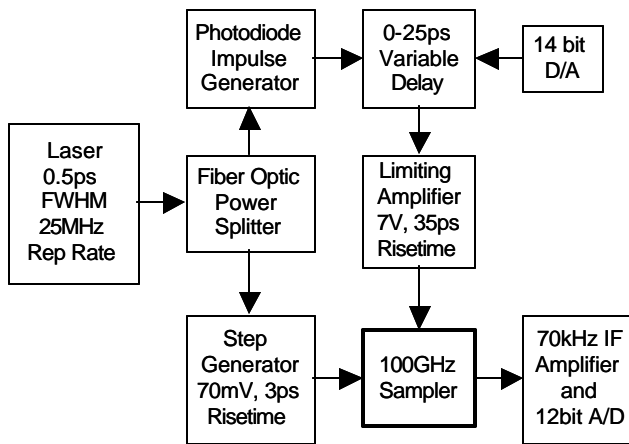 Photodiode
Impulse
Generator
0-25ps
Variable
Delay
14 bit
D/A
Laser
0.5ps
FWHM
25MHz
Rep Rate
Fiber Optic
Power
Splitter
Limiting
Amplifier
7V, 35ps
Risetime
Step
Generator
70mV, 3ps
Risetime
100GHz
Sampler
70kHz IF
Amplifier
and
12bit A/D